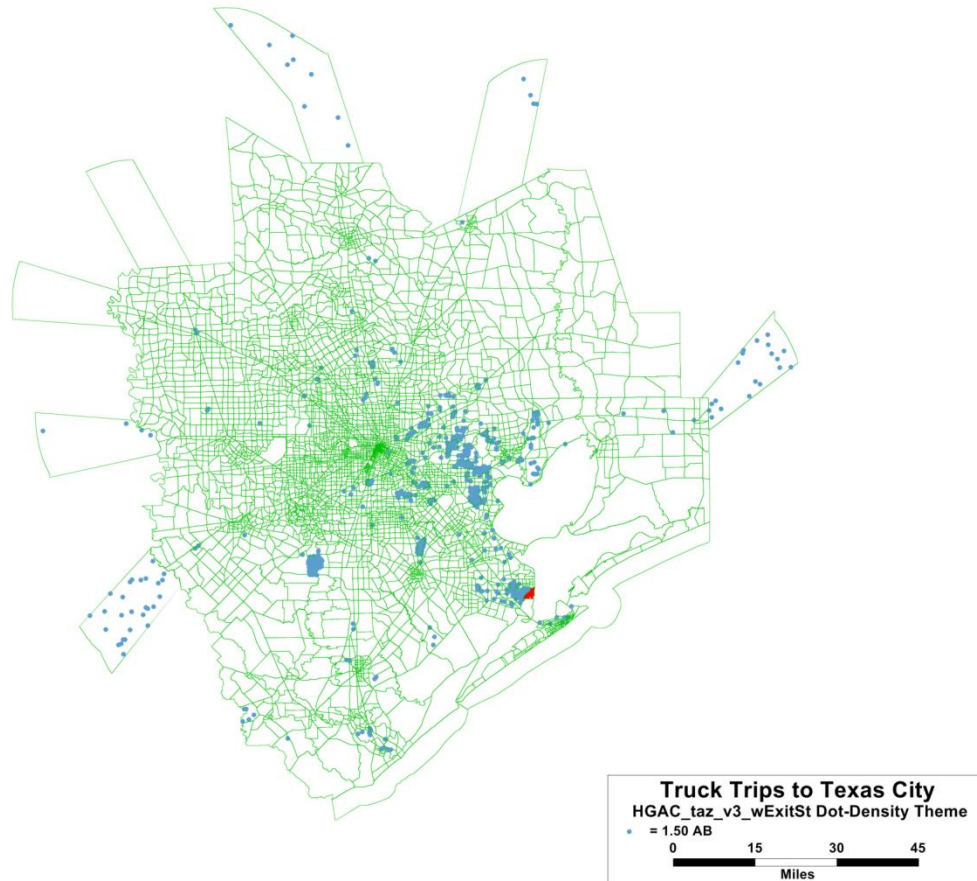 Truck Trips to Texas City
HGAC_taz_v3_wExitSt Dot-Density Theme
= 1.50 AB
0 15 30 45
Miles